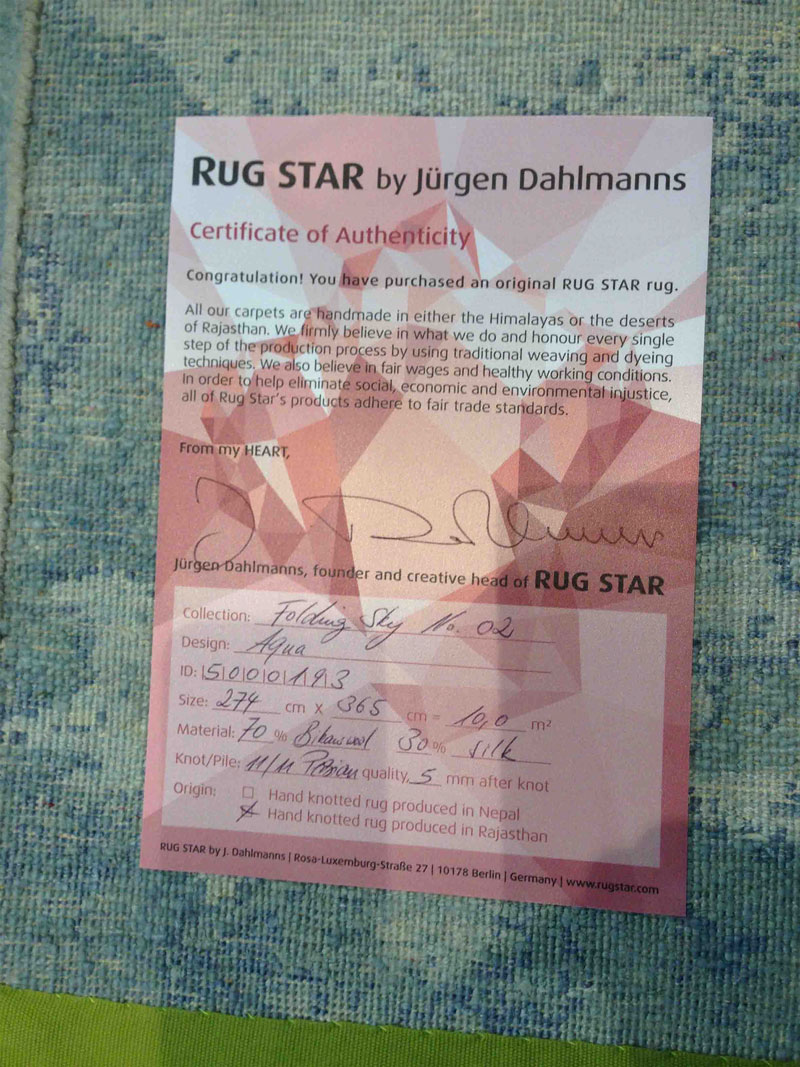 RUG STAR by Jürgen Dahlmanns
Certificate of Authenticity
Congratulation! You have purchased an original RUG STAR rug.
All our carpets are handmade in either the Himalayas or the deserts
of Rajasthan. We firmly believe in what we do and honour every single
step of the production process by using traditional weaving and dyeing
techniques. We also believe in fair wages and healthy working conditions.
In order to help eliminate social, economic and environmental injustice,
all of Rug Star's products adhere to fair trade standards.
From my HEART,
Jürgen Dahlmanns, founder and creative head of RUG STAR
Collection: Folding Sky No. 02
Design: Aqua
ID: 5000193
Size: 274 cm x 365 cm = 10,0 m²
Material: 70 % 30 % silk
Knot/Pile: 11/11 quality, 5 mm after knot
Origin: Hand knotted rug produced in Nepal
Hand knotted rug produced in Rajasthan
RUG STAR by J. Dahlmanns | Rosa-Luxemburg-Straße 27 | 10178 Berlin | Germany | www.rugstar.com